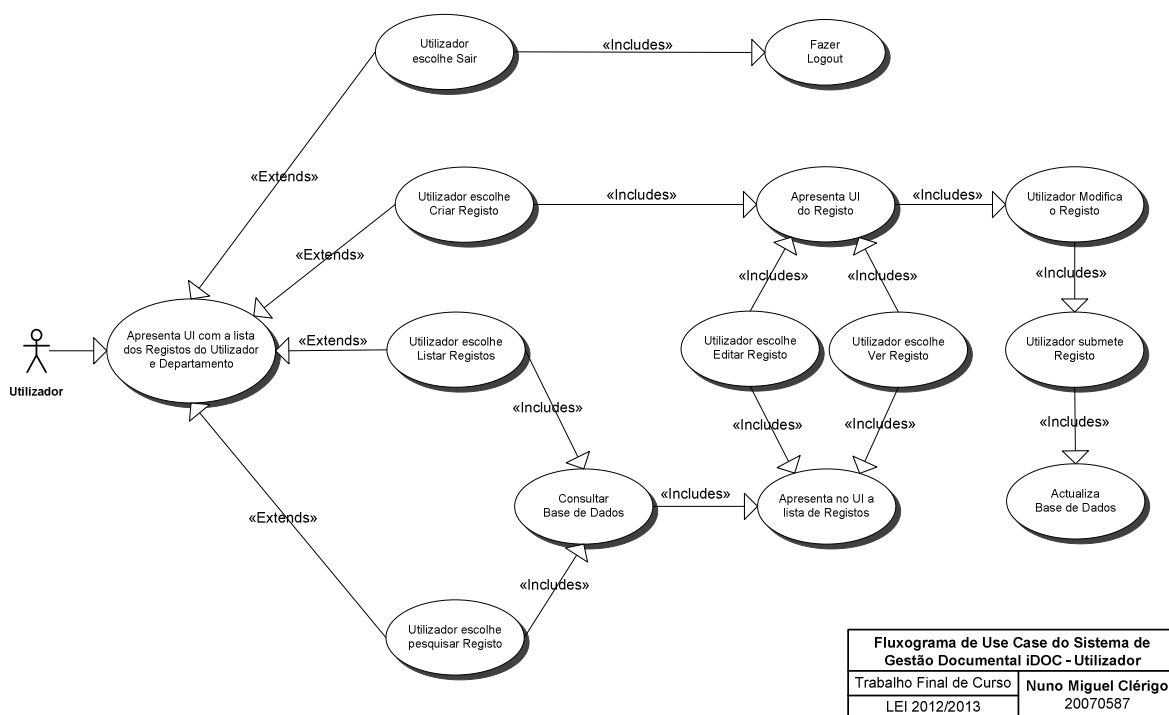 Utilizador
escolhe Sair
«Includes»
Fazer
Logout
«Extends»
Utilizador escolhe
Criar Registo
«Includes»
Apresenta UI
do Registo
«Includes»
Utilizador Modifica
o Registo
«Extends»
«Includes»
«Includes»
«Includes»
Utilizador
Apresenta UI com a lista
dos Registos do Utilizador
e Departamento
«Extends»
Utilizador escolhe
Listar Registos
Utilizador escolhe
Editar Registo
Utilizador escolhe
Ver Registo
Utilizador submete
Registo
«Includes»
«Includes»
«Includes»
«Includes»
«Extends»
Consultar
Base de Dados
«Includes»
Apresenta no UI a
lista de Registos
Actualiza
Base de Dados
«Includes»
Utilizador escolhe
pesquisar Registo
Fluxograma de Use Case do Sistema de
Gestão Documental iDOC - Utilizador
Trabalho Final de Curso
LEI 2012/2013
Nuno Miguel Clérigo
20070587